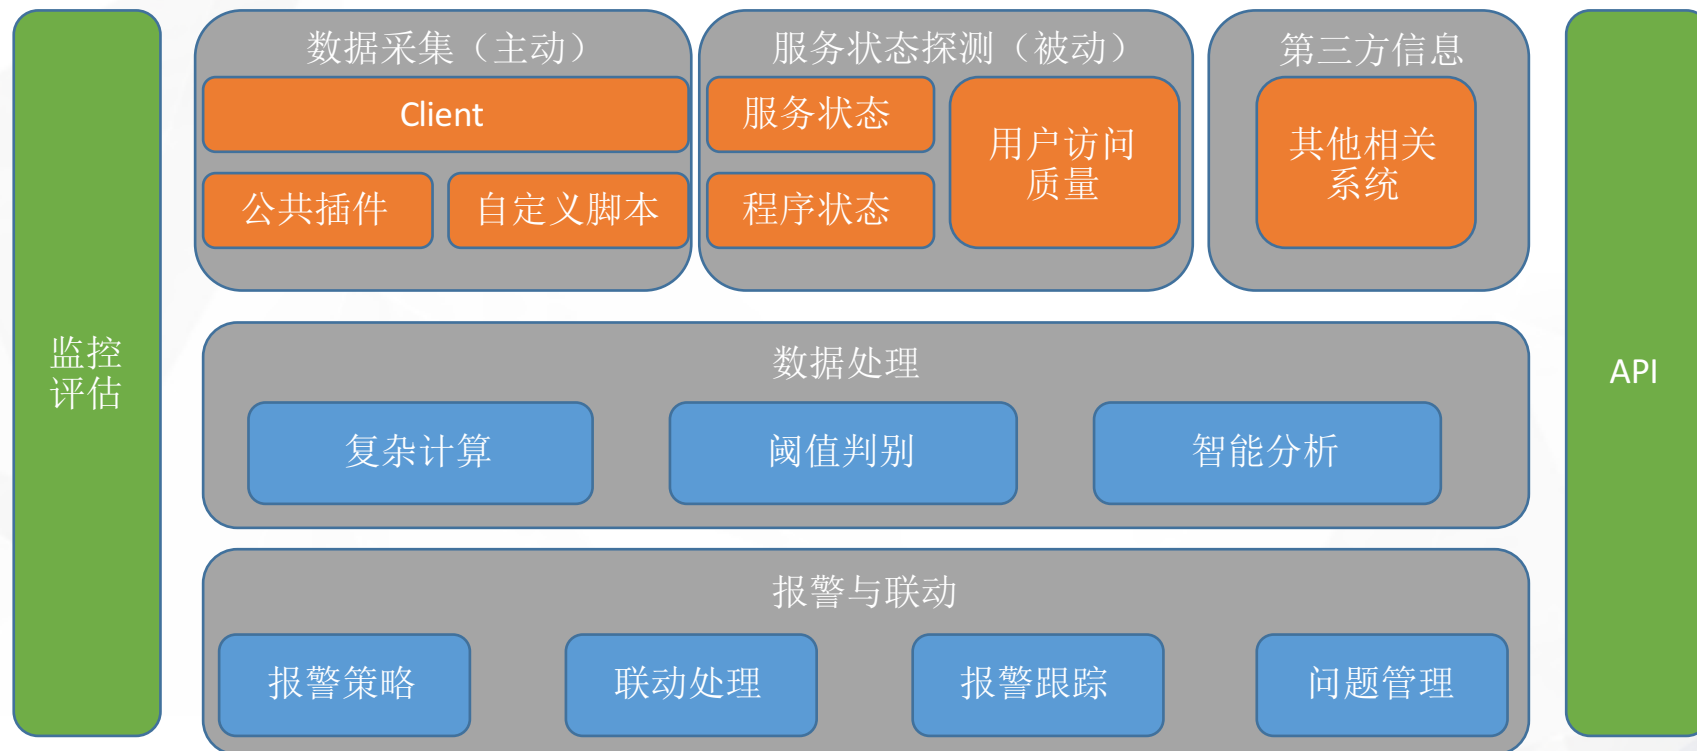 数据采集（主动）
Client
公共插件
自定义脚本
服务状态探测（被动）
服务状态
程序状态
用户访问
质量
第三方信息
其他相关
系统
监控
评估
API
数据处理
复杂计算
阈值判别
智能分析
报警与联动
报警策略
联动处理
报警跟踪
问题管理